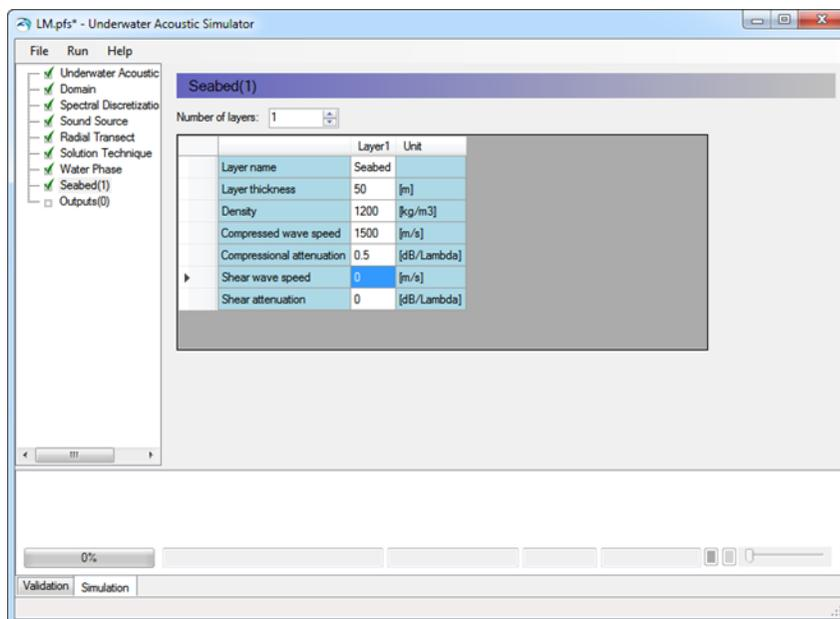 LM.pfs* - Underwater Acoustic Simulator
File Run Help
Underwater Acoustic
Domain
Spectral Discretizatio
Sound Source
Radial Transect
Solution Technique
Water Phase
Seabed(1)
Outputs(0)
Seabed(1)
Number of layers: 1
Layer1 Unit
Layer name Seabed
Layer thickness 50 [m]
Density 1200 [kg/m3]
Compressed wave speed 1500 [m/s]
Compressional attenuation 0.5 [dB/Lambda]
Shear wave speed 0 [m/s]
Shear attenuation 0 [dB/Lambda]
0%
Validation Simulation